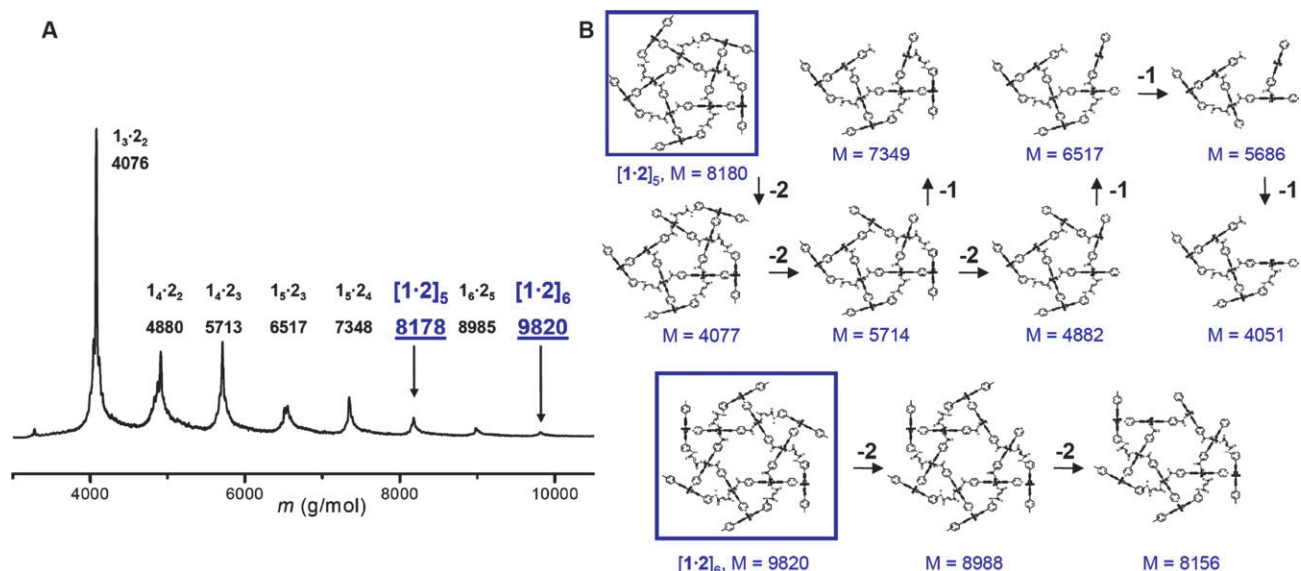 A
1₃·2₂
4076
1₄·2₂
4880
1₄·2₃
5713
1₅·2₃
6517
1₅·2₄
7348
[1·2]₅
8178
1₆·2₅
8985
[1·2]₆
9820
4000 6000 8000 10000
m (g/mol)
B
-1
[1·2]₅, M = 8180
M = 7349
M = 6517
M = 5686
-2
-1
-1
-1
-2
-2
M = 4077
M = 5714
M = 4882
M = 4051
-2
-2
[1·2]₆, M = 9820
M = 8988
M = 8156